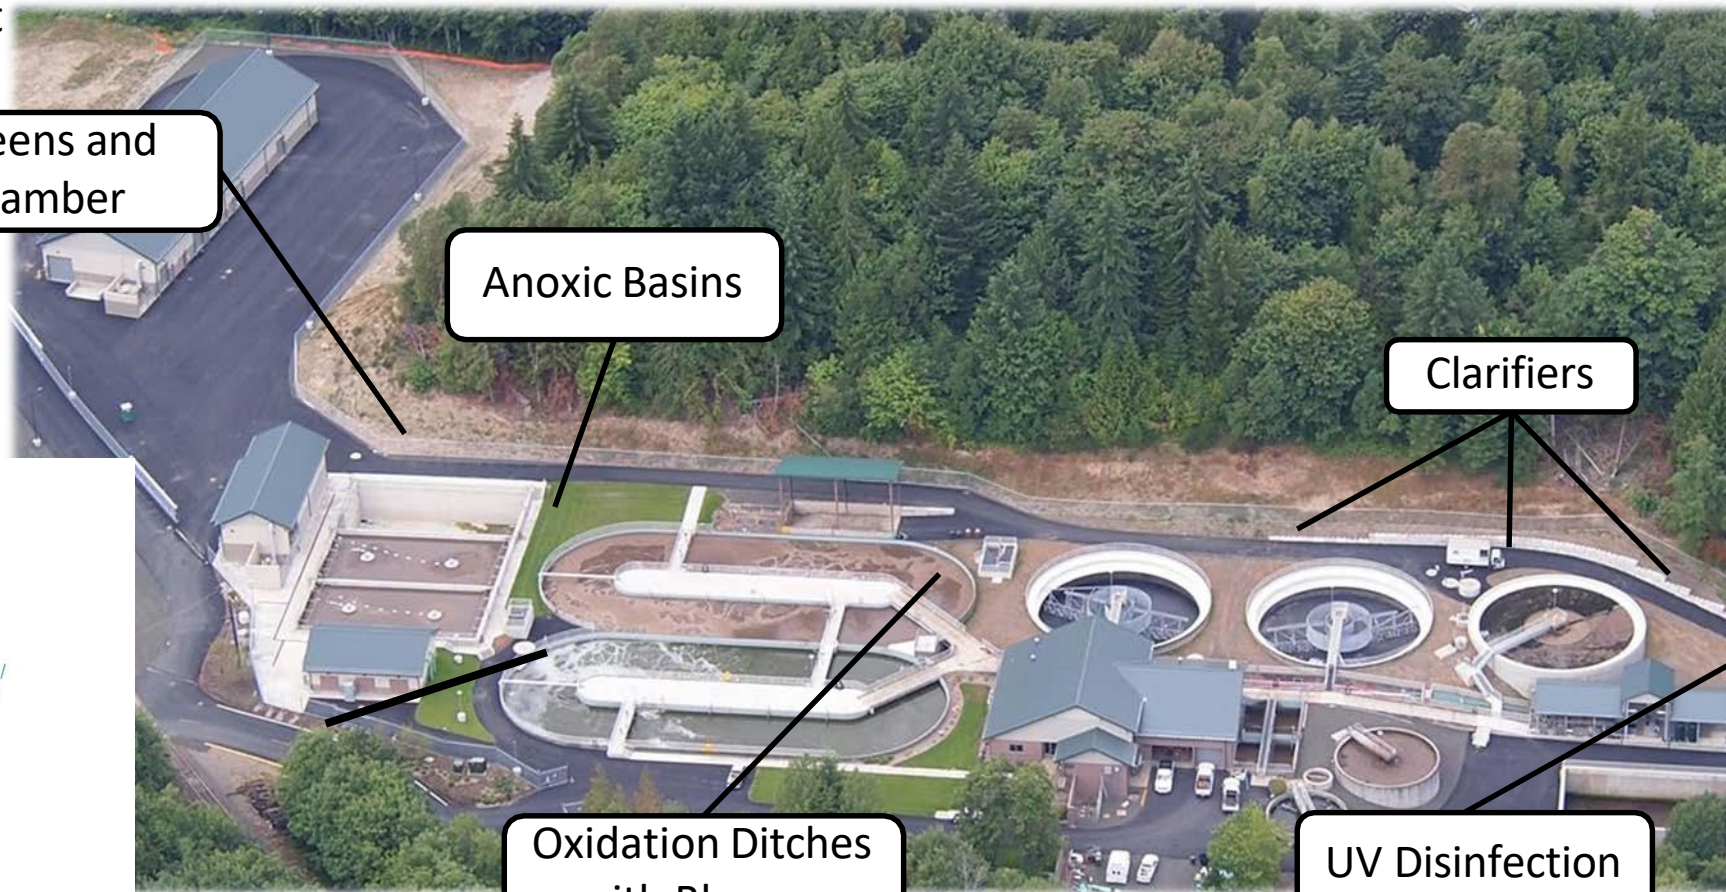 eens and
amber
Anoxic Basins
Clarifiers
Oxidation Ditches
UV Disinfection